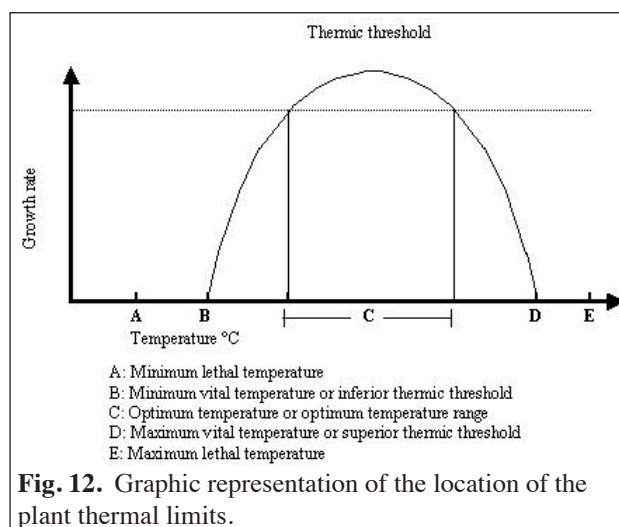 Thermic threshold
Growth rate
A B C D E
Temperature °C
A: Minimum lethal temperature
B: Minimum vital temperature or inferior thermic threshold
C: Optimum temperature or optimum temperature range
D: Maximum vital temperature or superior thermic threshold
E: Maximum lethal temperature
Fig. 12. Graphic representation of the location of the
plant thermal limits.